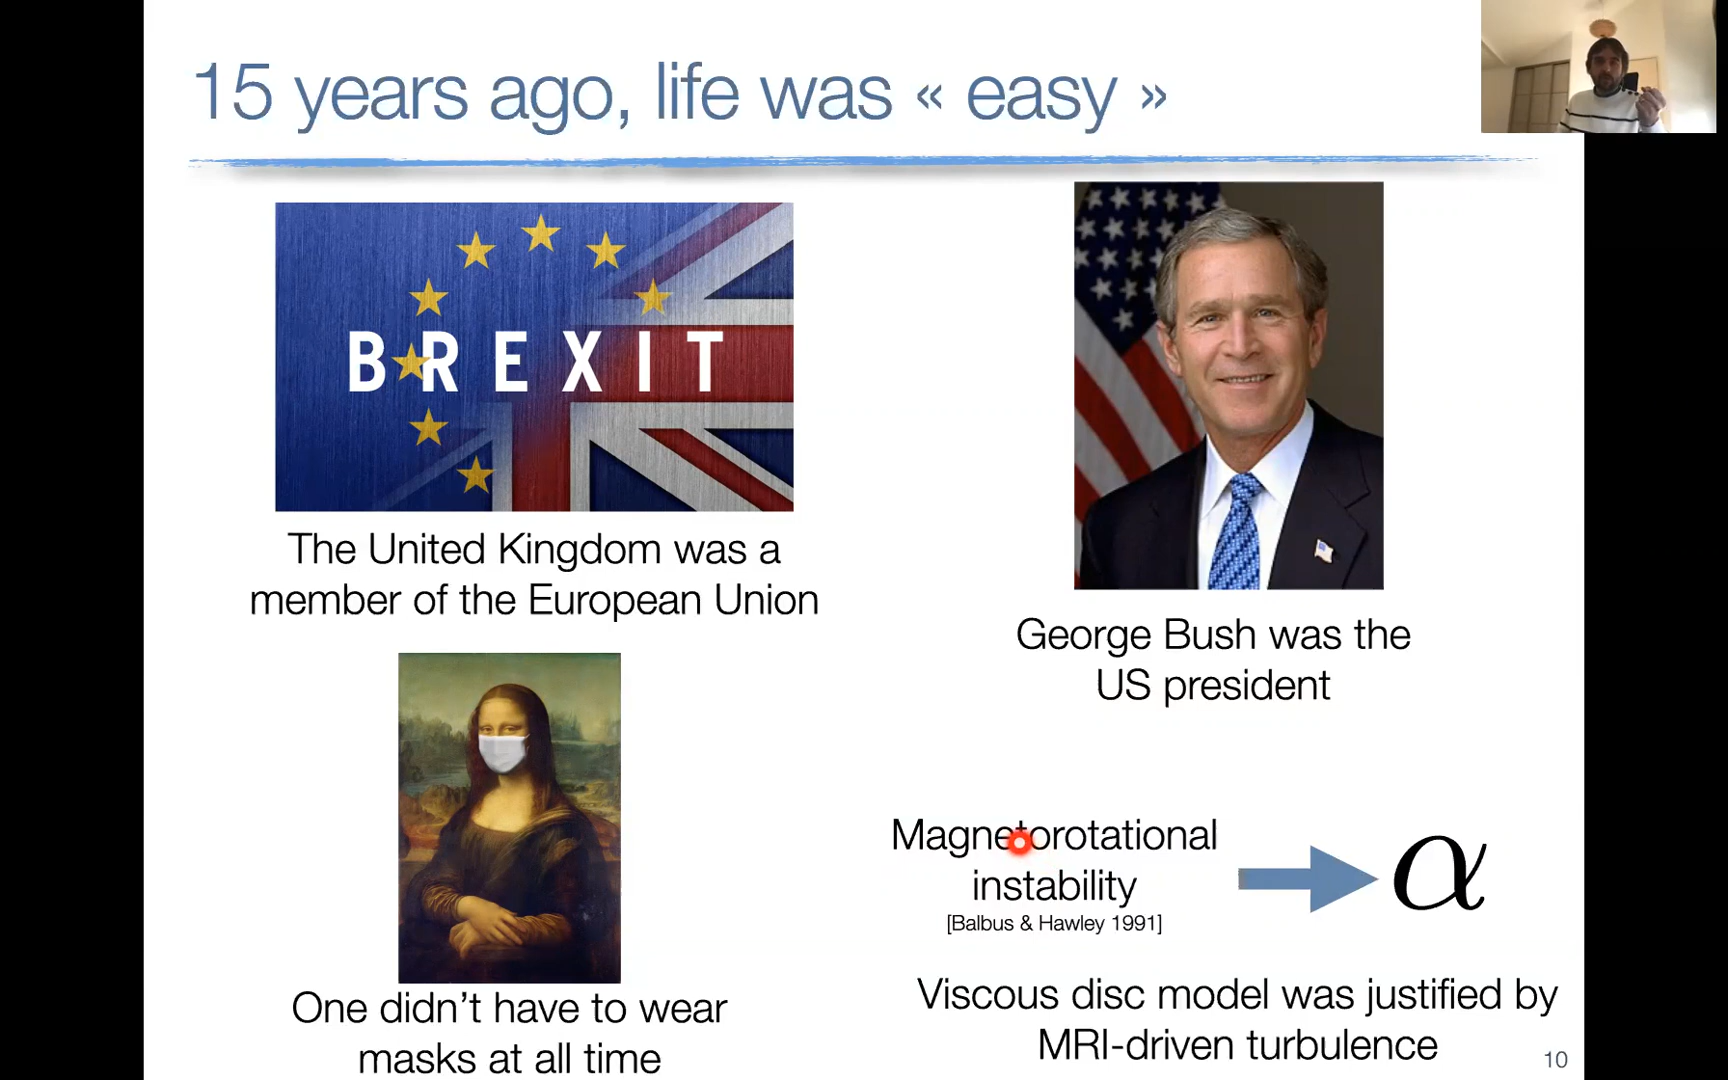 15 years ago, life was « easy »
BREXIT
The United Kingdom was a
member of the European Union
George Bush was the
US president
One didn’t have to wear
masks at all time
Magnetorotational
instability
[Balbus & Hawley 1991]
α
Viscous disc model was justified by
MRI-driven turbulence
10